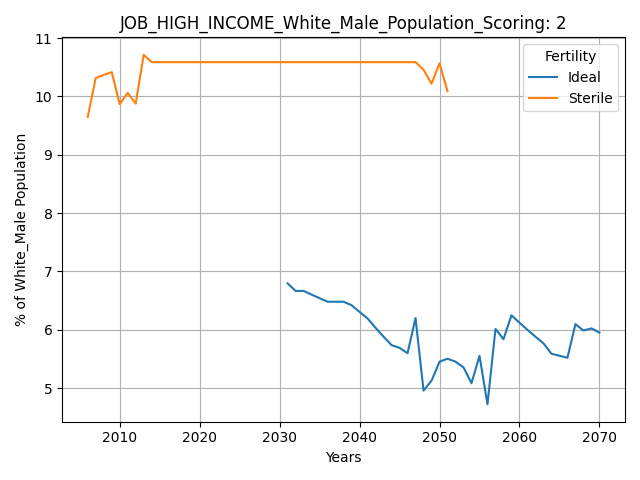 JOB_HIGH_INCOME_White_Male_Population_Scoring: 2
Fertility
Ideal
Sterile
% of White_Male Population
11
10
9
8
7
6
5
2010 2020 2030 2040 2050 2060 2070
Years